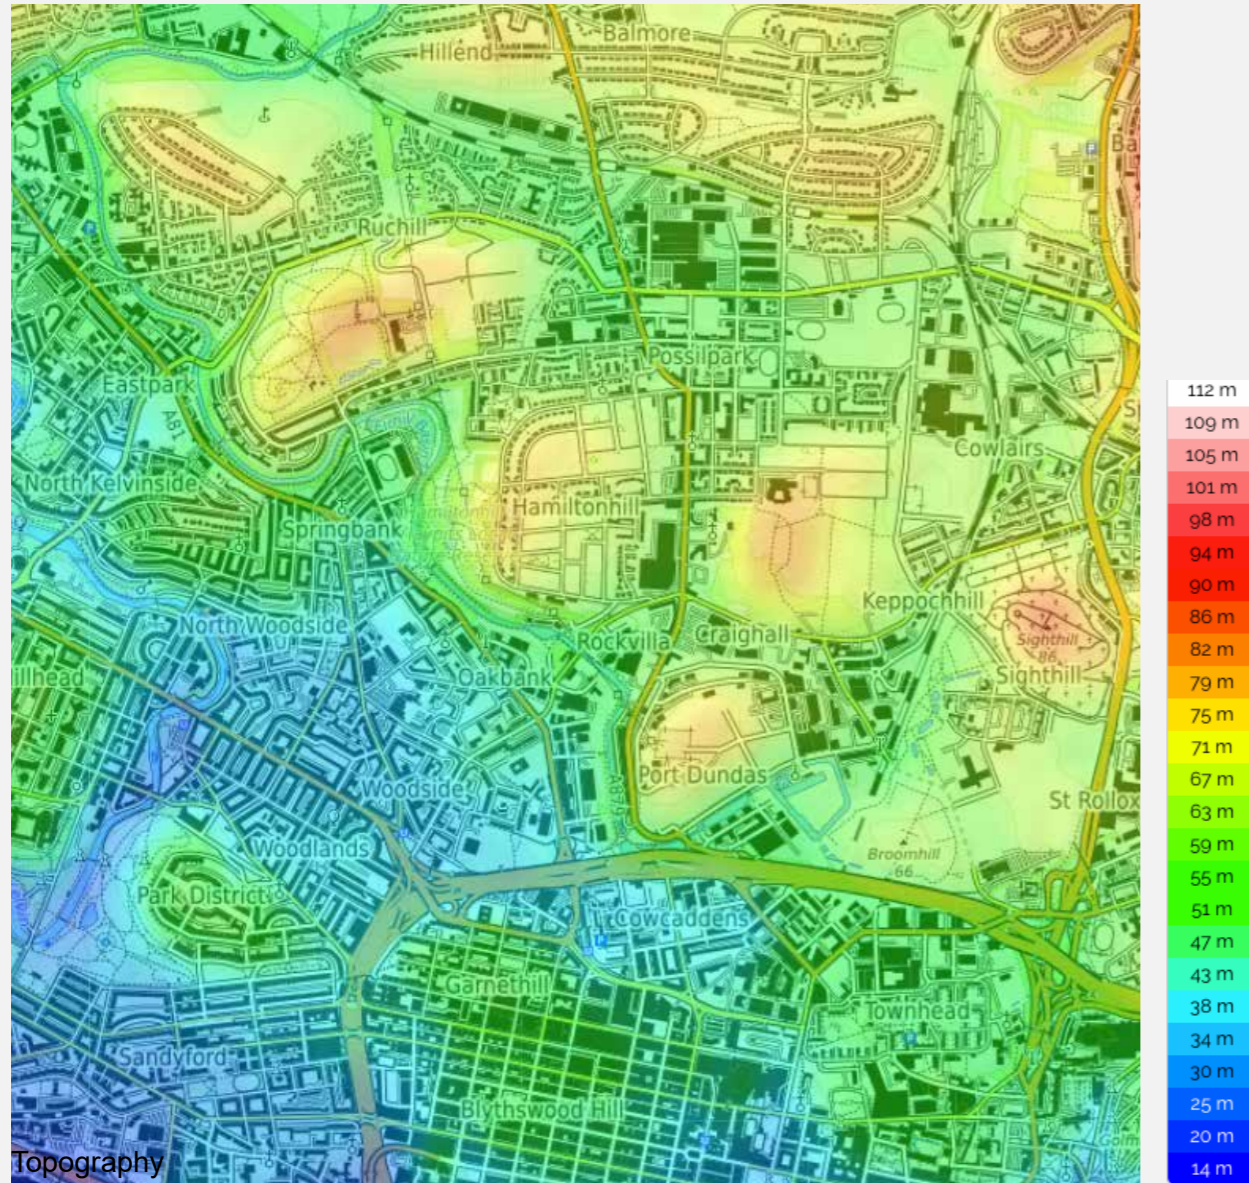 Balmore
Hillend
Ba
Ruchill
Possilpark
Eastpark
A81
Cowlairs
North Kelvinside
Hamiltonhill
Springbank
Keppochhill
North Woodside
Rockvilla
Craighall
Sighthill
86
Sighthill
illhead
Oakbank
Port Dundas
Woodside
A879
St Rollox
Woodlands
Broomhill
66
Park District
Cowcaddens
Garnethill
Townhead
Sandyford
Blythswood Hill
Topography
112 m
109 m
105 m
101 m
98 m
94 m
90 m
86 m
82 m
79 m
75 m
71 m
67 m
63 m
59 m
55 m
51 m
47 m
43 m
38 m
34 m
30 m
25 m
20 m
14 m